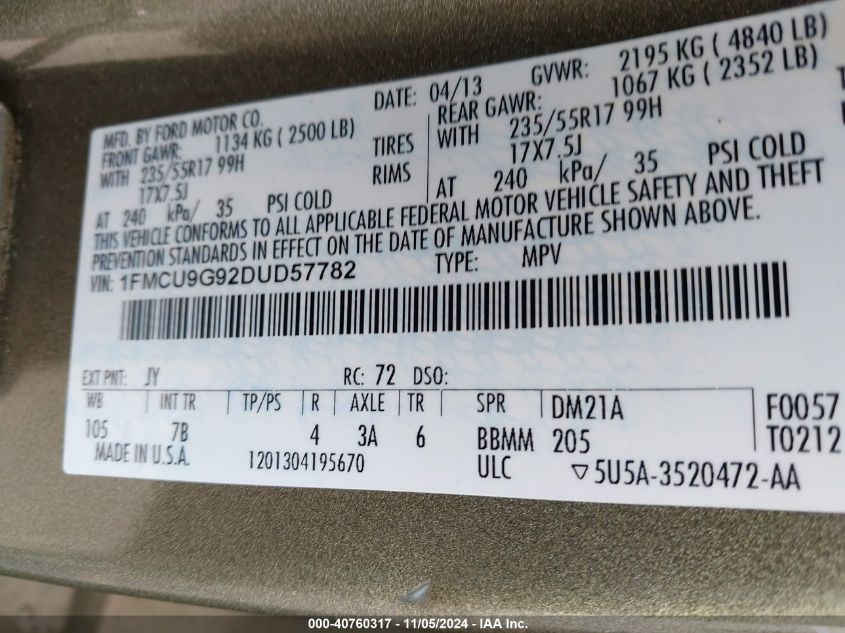 MFD. BY FORD MOTOR CO.
DATE: 04/13
GVWR: 2195 KG ( 4840 LB)
FRONT GAWR: 1134 KG ( 2500 LB)
REAR GAWR: 1067 KG ( 2352 LB)
WITH 235/55R17 99H TIRES WITH 235/55R17 99H
17X7.5J RIMS 17X7.5J
AT 240 kPa/ 35 PSI COLD AT 240 kPa/ 35 PSI COLD
THIS VEHICLE CONFORMS TO ALL APPLICABLE FEDERAL MOTOR VEHICLE SAFETY AND THEFT
PREVENTION STANDARDS IN EFFECT ON THE DATE OF MANUFACTURE SHOWN ABOVE.
VIN: 1FMCU9G92DUD57782 TYPE: MPV
EXT PNT: JY RC: 72 DSO:
WB INT TR TP/PS R AXLE TR SPR DM21A F0057
105 7B 4 3A 6 BBMM 205 T0212
MADE IN U.S.A. 1201304195670 ULC ▽5U5A-3520472-AA
000-40760317 - 11/05/2024 - IAA Inc.